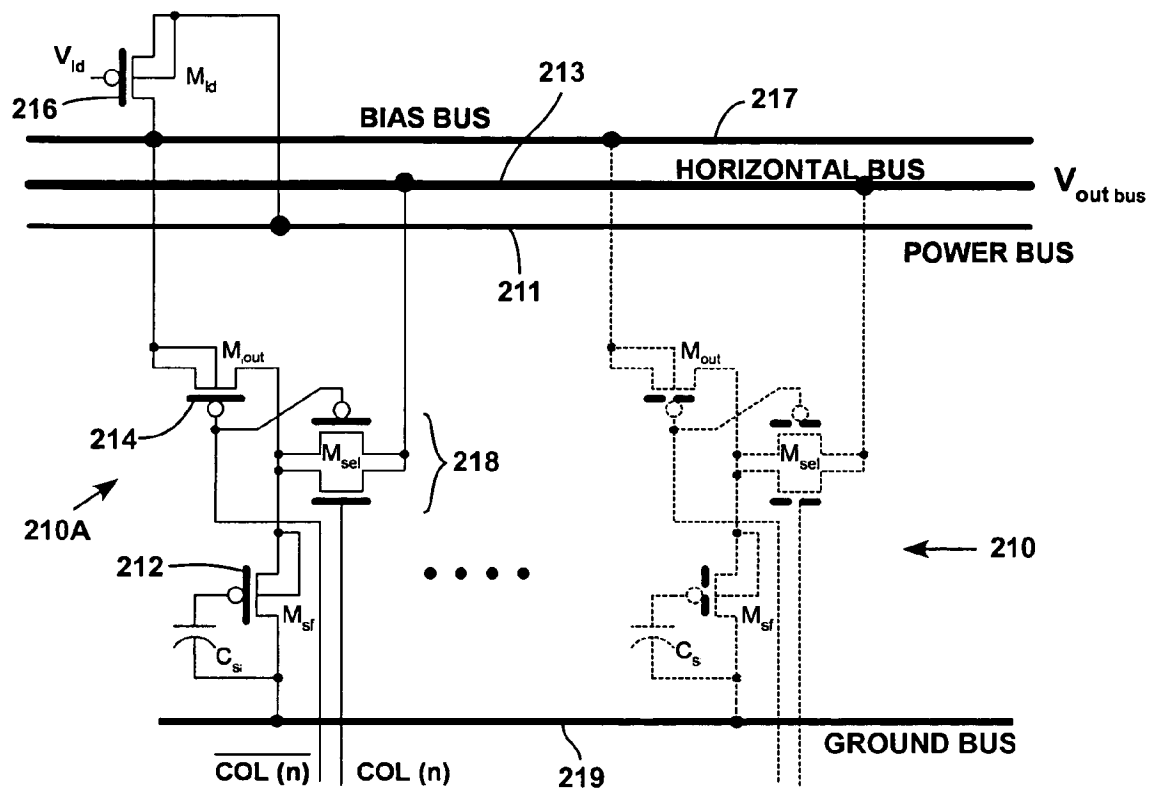 V_ld
M_ld
216
213
217
BIAS BUS
HORIZONTAL BUS
V_out bus
POWER BUS
211
M_out
M_out
214
M_sel
218
M_sel
210A
210
212
M_sf
M_sf
C_si
C_s
GROUND BUS
COL (n)
COL (n)
219